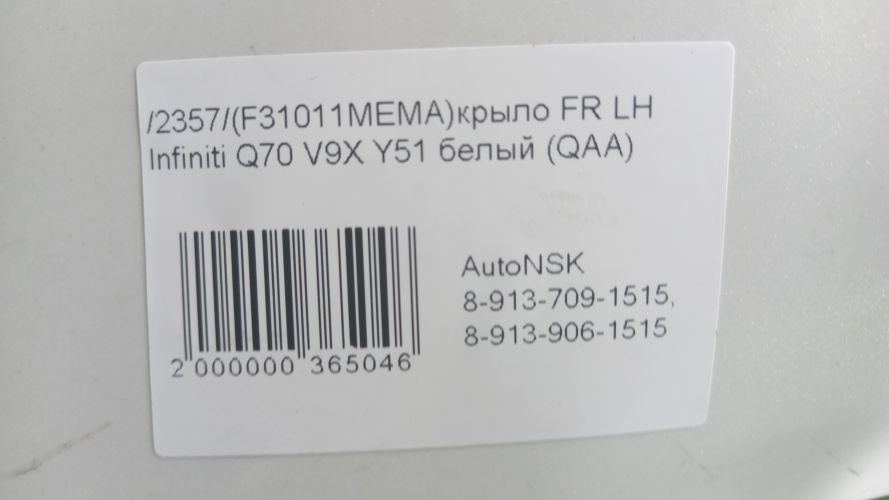 /2357/(F31011MEMA)крыло FR LH
Infiniti Q70 V9X Y51 белый (QAA)
AutoNSK
8-913-709-1515,
8-913-906-1515
2 000000 365046